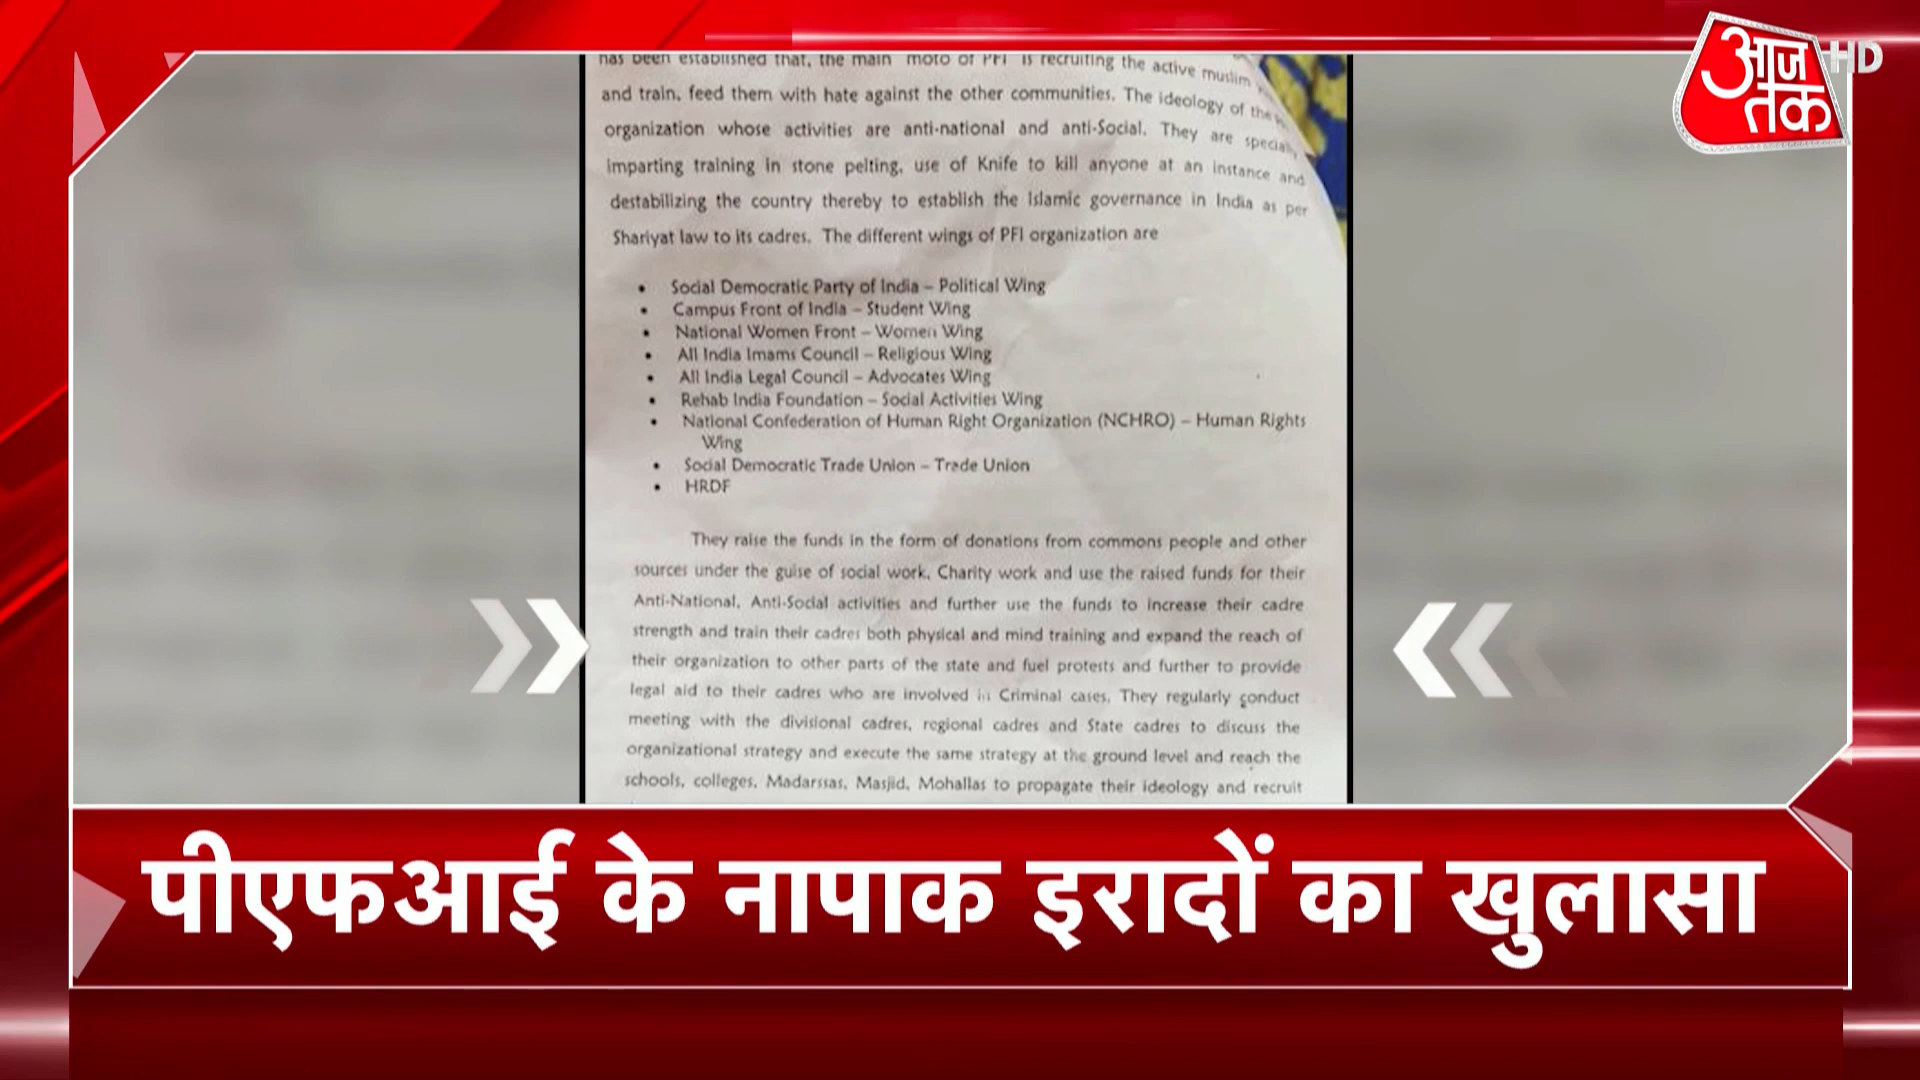 आज
तक
HD
has been established that, the main moto of PFI is recruiting the active muslim
and train, feed them with hate against the other communities. The ideology of the
organization whose activities are anti-national and anti-Social. They are specially
imparting training in stone pelting, use of Knife to kill anyone at an instance and
destabilizing the country thereby to establish the Islamic governance in India as per
Shariyat law to its cadres. The different wings of PFI organization are
• Social Democratic Party of India – Political Wing
• Campus Front of India – Student Wing
• National Women Front – Women Wing
• All India Imams Council – Religious Wing
• All India Legal Council – Advocates Wing
• Rehab India Foundation – Social Activities Wing
• National Confederation of Human Right Organization (NCHRO) – Human Rights
Wing
• Social Democratic Trade Union – Trade Union
• HRDF
They raise the funds in the form of donations from commons people and other
sources under the guise of social work, Charity work and use the raised funds for their
Anti-National, Anti-Social activities and further use the funds to increase their cadre
strength and train their cadres both physical and mind training and expand the reach of
their organization to other parts of the state and fuel protests and further to provide
legal aid to their cadres who are involved in Criminal cases. They regularly conduct
meeting with the divisional cadres, regional cadres and State cadres to discuss the
organizational strategy and execute the same strategy at the ground level and reach the
schools, colleges, Madarssas, Masjid, Mohallas to propagate their ideology and recruit
पीएफआई के नापाक इरादों का खुलासा